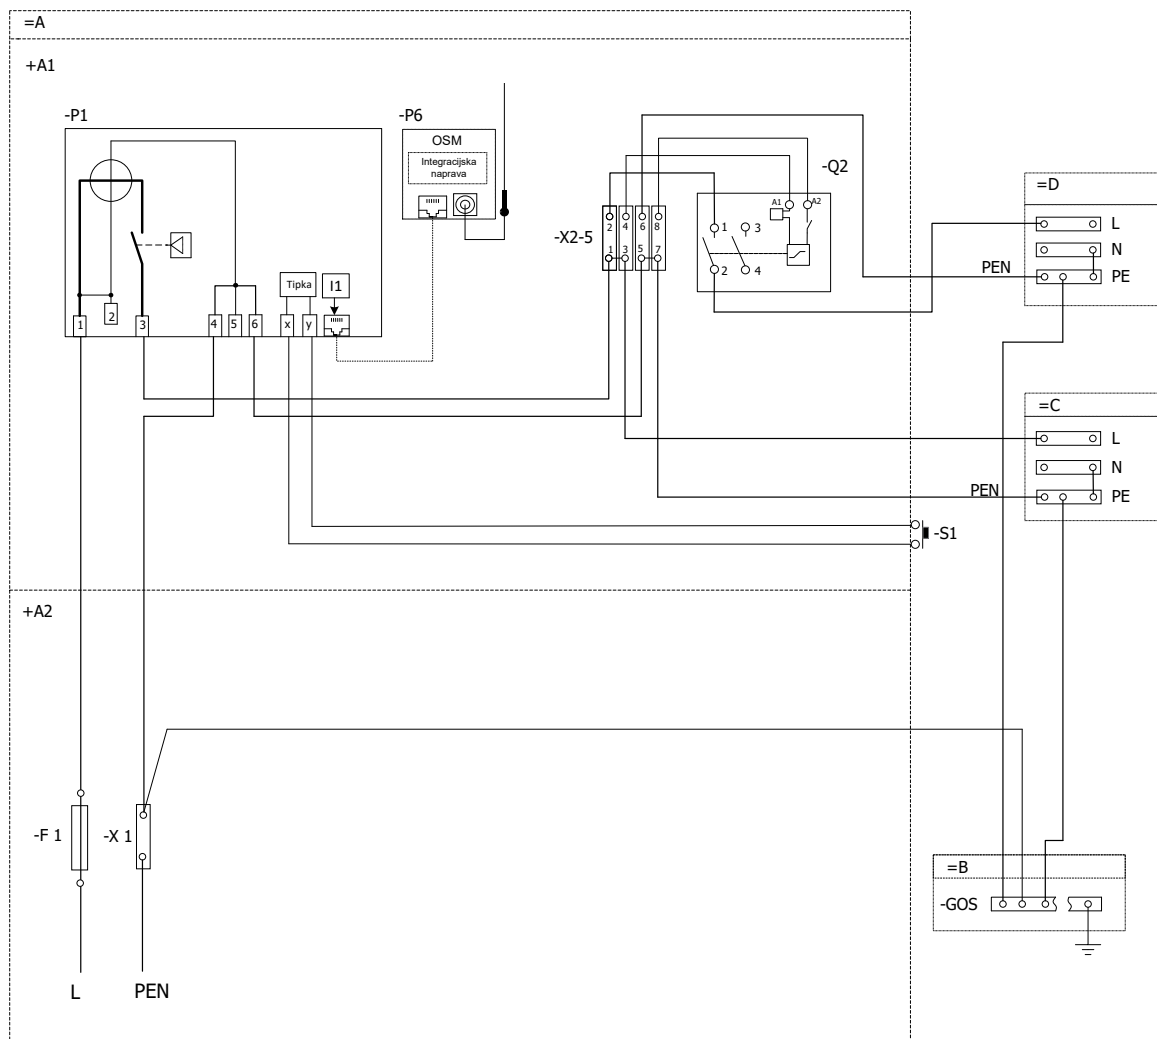 =A
+A1
-P1
-P6
OSM
Integracijska
naprava
-Q2
A1
A2
=D
2
4
6
8
-X2-5
1
3
5
7
1
3
2
4
L
N
PEN
PE
Tipka
I1
1
2
3
4
5
6
x
y
=C
L
N
PEN
PE
-S1
+A2
-F 1
-X 1
=B
-GOS
L
PEN